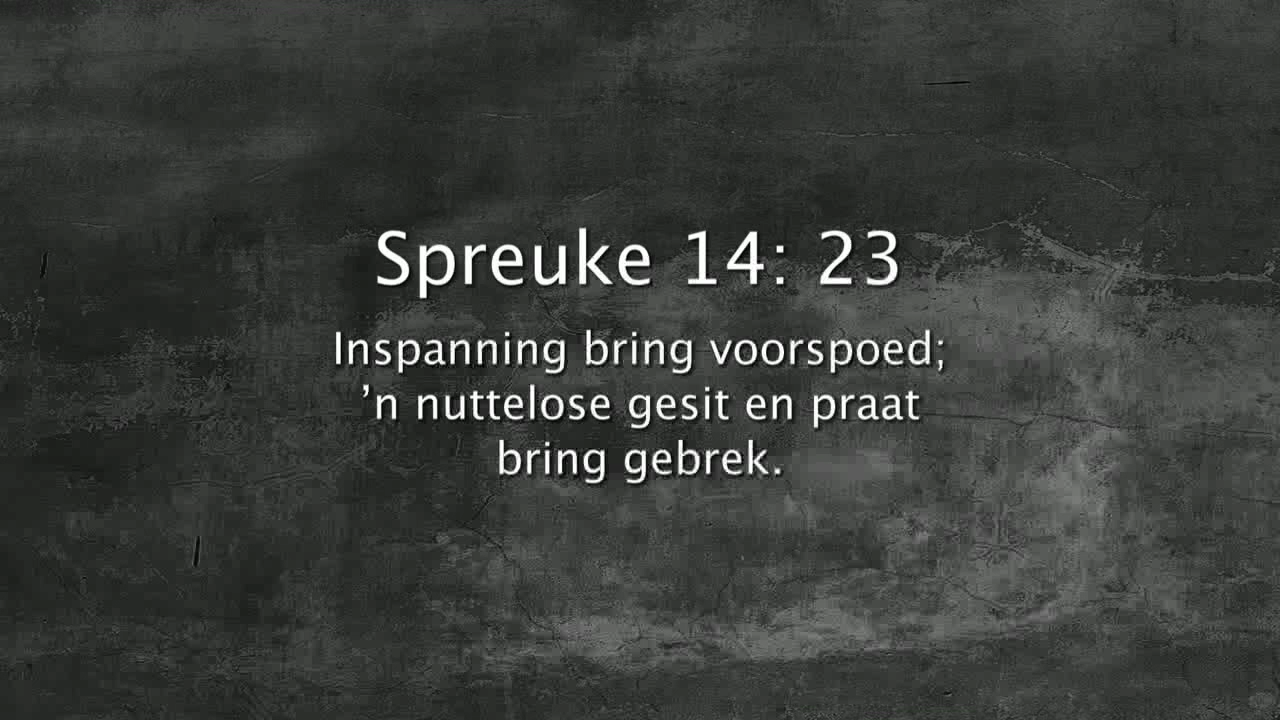 Spreuke 14: 23
Inspanning bring voorspoed;
’n nuttelose gesit en praat
bring gebrek.